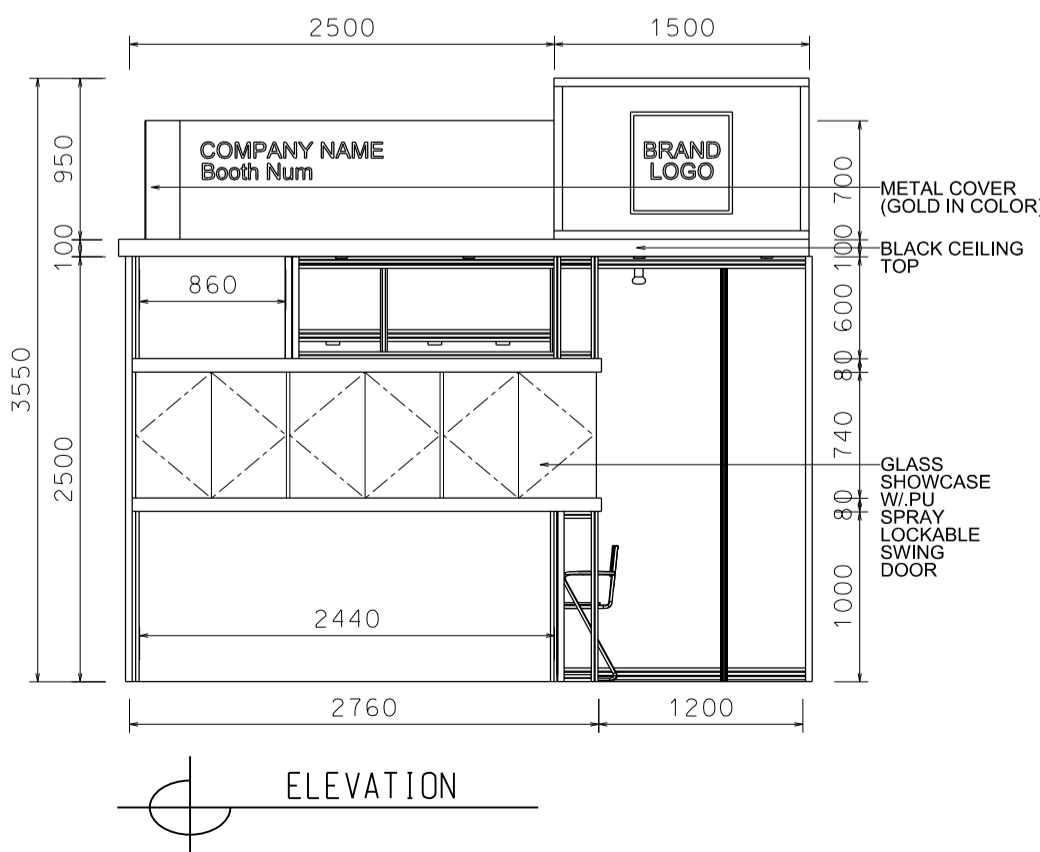 2500
1500
COMPANY NAME
Booth Num
BRAND
LOGO
950
700
METAL COVER
(GOLD IN COLOR)
100
100
BLACK CEILING
TOP
860
600
3550
80
2500
740
GLASS
SHOWCASE
W/.PU
SPRAY
LOCKABLE
SWING
DOOR
80
1000
2440
2760
1200
ELEVATION